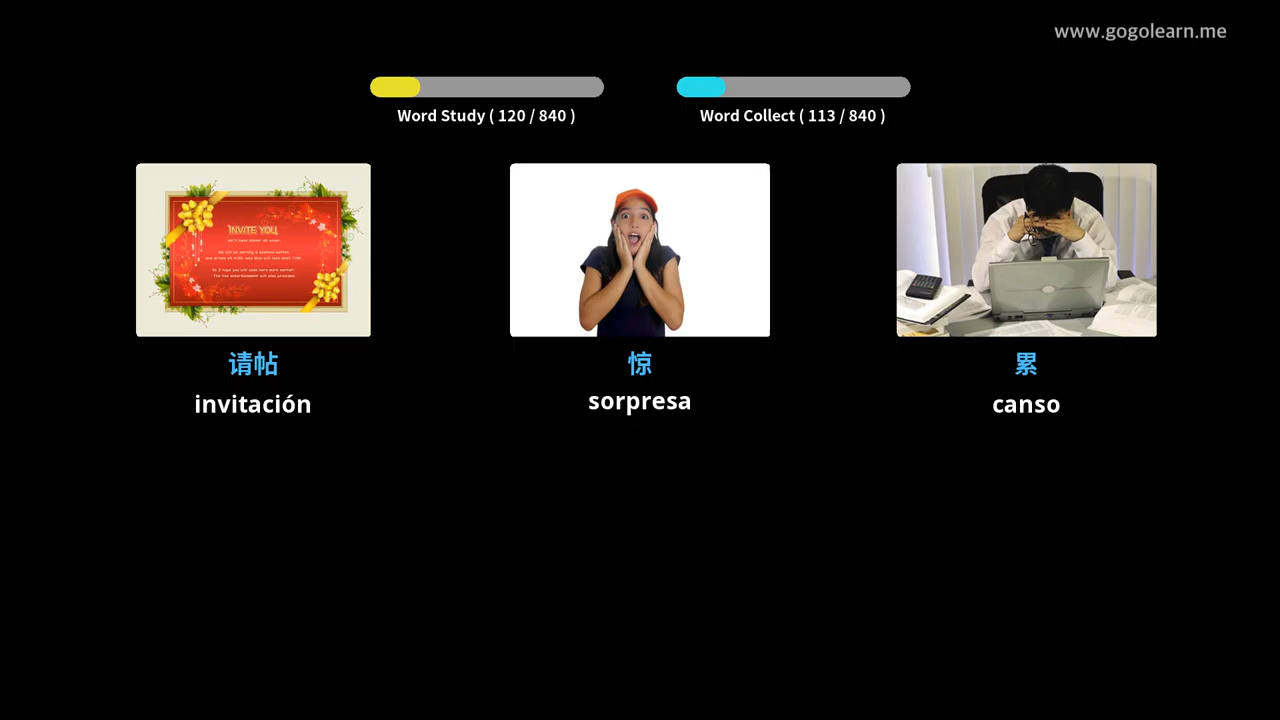 www.gogolearn.me
Word Study ( 120 / 840 )
Word Collect ( 113 / 840 )
INVITE YOU
请帖
invitación
惊
sorpresa
累
canso